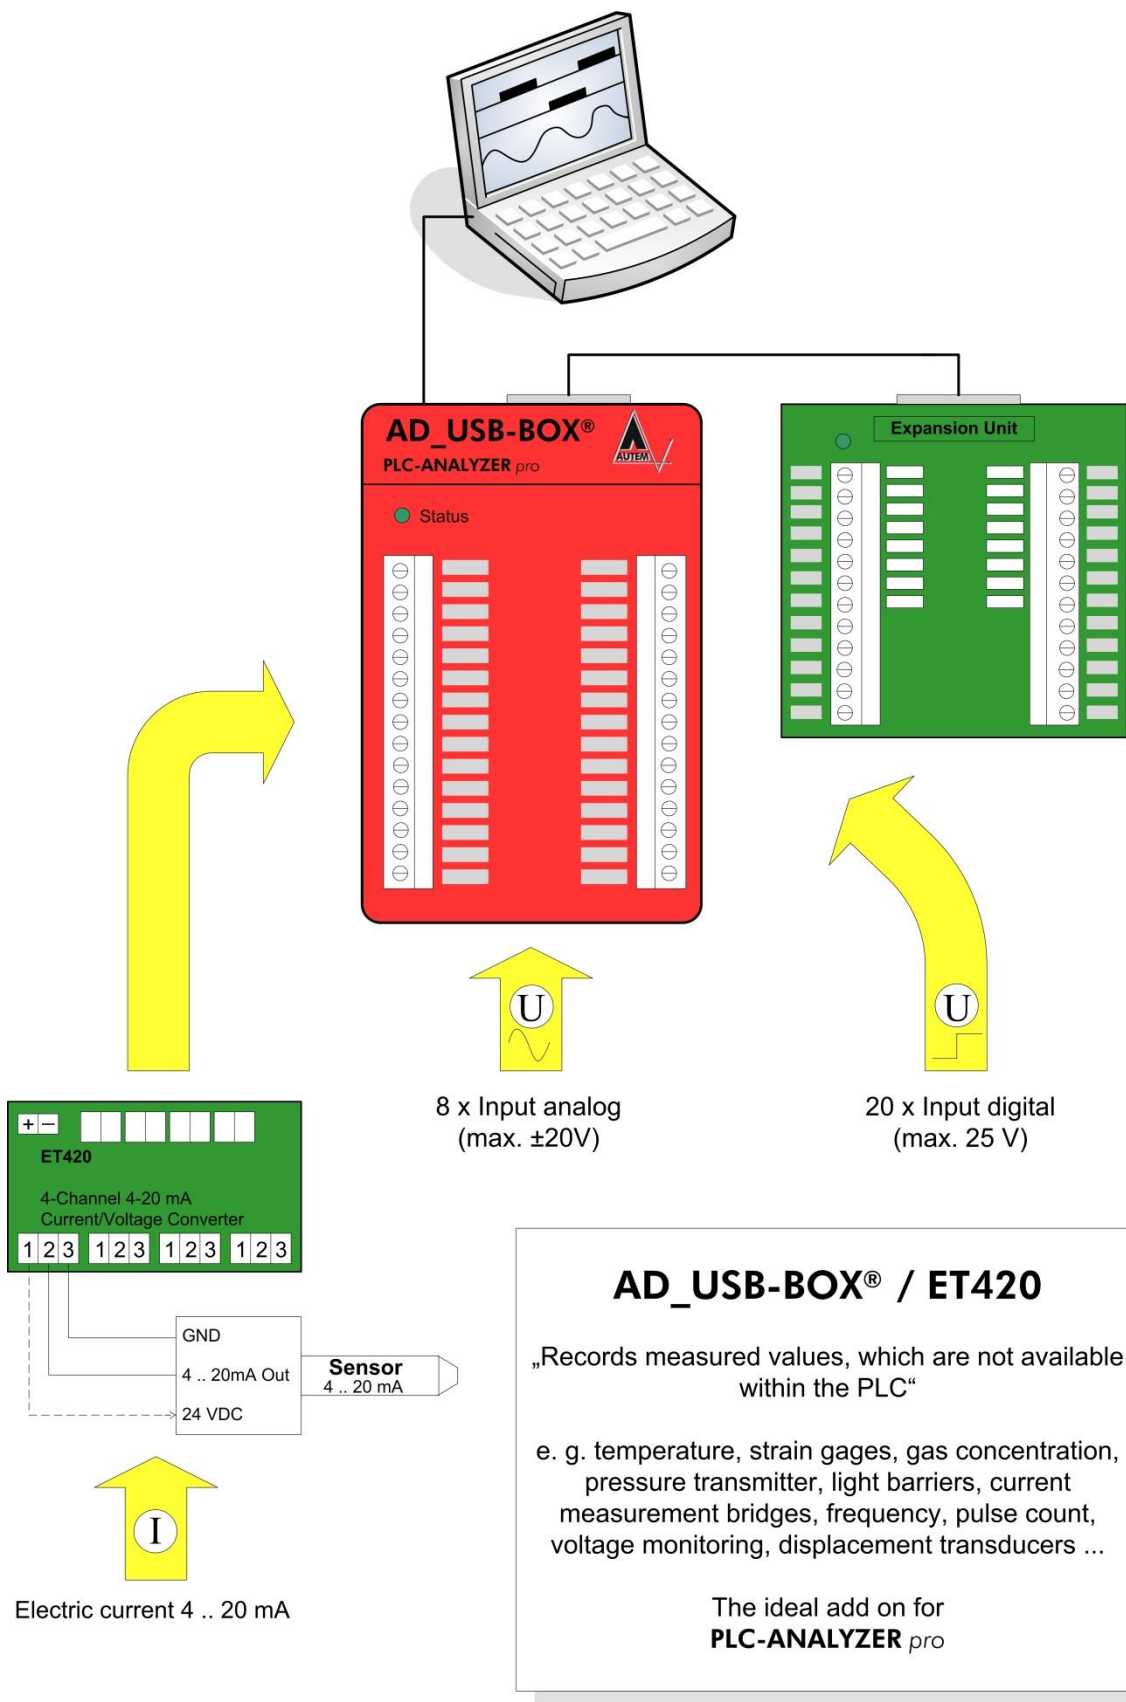 AD_USB-BOX®
PLC-ANALYZER pro
AUTEM
Status
Expansion Unit
U
8 x Input analog
(max. ±20V)
U
20 x Input digital
(max. 25 V)
+ −
ET420
4-Channel 4-20 mA
Current/Voltage Converter
1 2 3 1 2 3 1 2 3 1 2 3
GND
4 .. 20mA Out
24 VDC
Sensor
4 .. 20 mA
I
Electric current 4 .. 20 mA
AD_USB-BOX® / ET420
„Records measured values, which are not available
within the PLC“
e. g. temperature, strain gages, gas concentration,
pressure transmitter, light barriers, current
measurement bridges, frequency, pulse count,
voltage monitoring, displacement transducers ...
The ideal add on for
PLC-ANALYZER pro